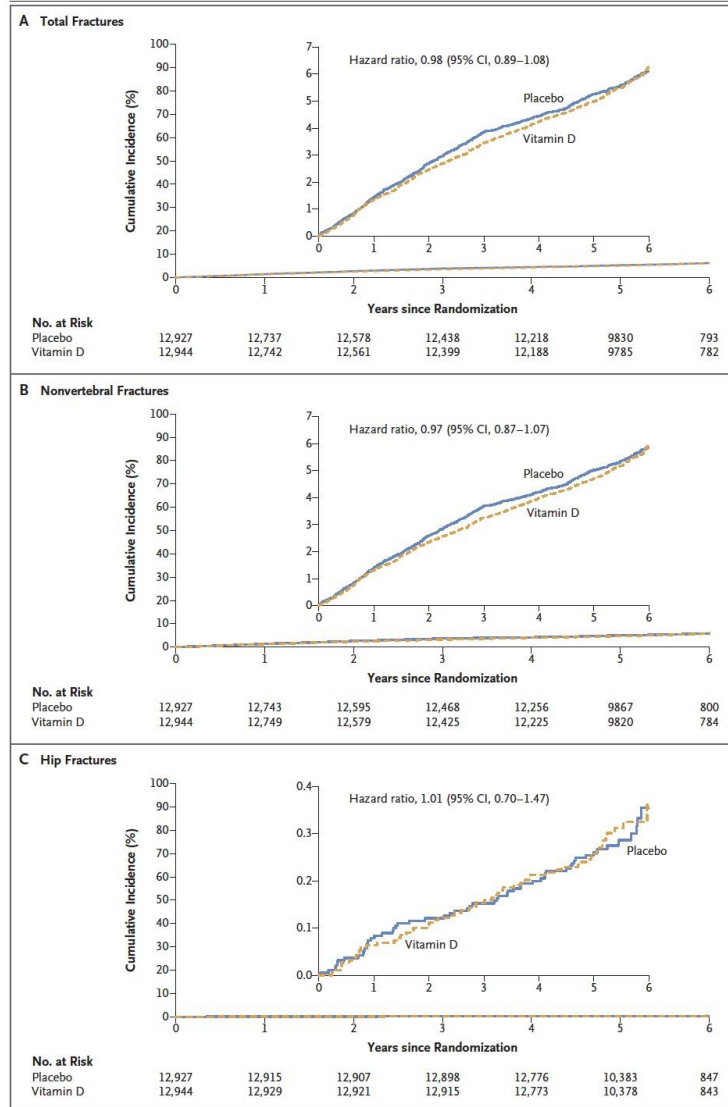 A Total Fractures
Cumulative Incidence (%)
100
90
80
70
60
50
40
30
20
10
0
0 1 2 3 4 5 6
7
6
5
4
3
2
1
0
0 1 2 3 4 5 6
Hazard ratio, 0.98 (95% CI, 0.89–1.08)
Placebo
Vitamin D
Years since Randomization
No. at Risk
Placebo 12,927 12,737 12,578 12,438 12,218 9830 793
Vitamin D 12,944 12,742 12,561 12,399 12,188 9785 782
B Nonvertebral Fractures
Cumulative Incidence (%)
100
90
80
70
60
50
40
30
20
10
0
0 1 2 3 4 5 6
7
6
5
4
3
2
1
0
0 1 2 3 4 5 6
Hazard ratio, 0.97 (95% CI, 0.87–1.07)
Placebo
Vitamin D
Years since Randomization
No. at Risk
Placebo 12,927 12,743 12,595 12,468 12,256 9867 800
Vitamin D 12,944 12,749 12,579 12,425 12,225 9820 784
C Hip Fractures
Cumulative Incidence (%)
100
90
80
70
60
50
40
30
20
10
0
0 1 2 3 4 5 6
0.4
0.3
0.2
0.1
0.0
0 1 2 3 4 5 6
Hazard ratio, 1.01 (95% CI, 0.70–1.47)
Placebo
Vitamin D
Years since Randomization
No. at Risk
Placebo 12,927 12,915 12,907 12,898 12,776 10,383 847
Vitamin D 12,944 12,929 12,921 12,915 12,773 10,378 843